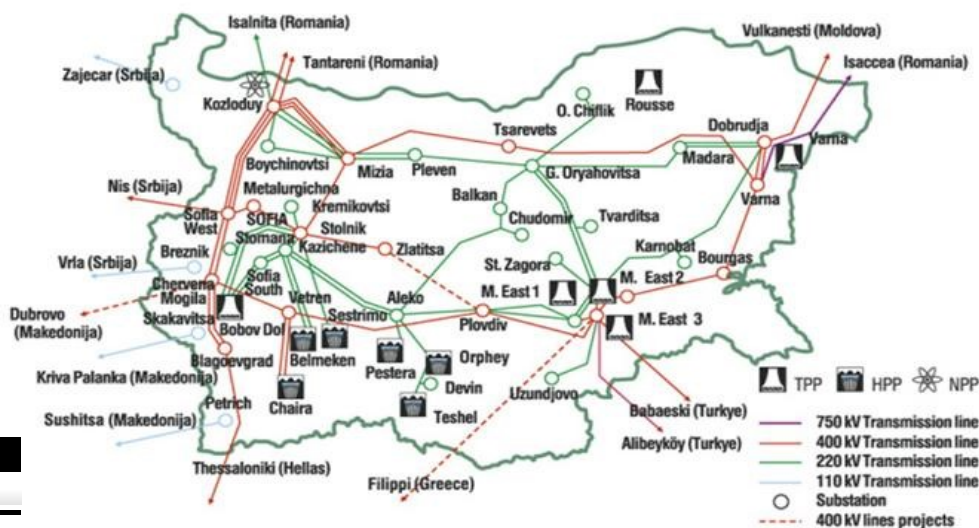 Isalnita (Romania)
Vulkanesti (Moldova)
Tantareni (Romania)
Isaccea (Romania)
Zajecar (Srbija)
Kozloduy
Rousse
O. Chiflik
Tsarevets
Dobrudja
Varna
Boychinovtsi
Mizia
Pleven
G. Oryahovitsa
Madara
Nis (Srbija)
Metalurgichna
Kremikovtsi
Balkan
Varna
Sofia
West
SOFIA
Stolnik
Chudomir
Tvarditsa
Stomana
Kazichene
Zlatitsa
Breznik
Karnobat
Bourgas
Vrla (Srbija)
Sofia
South
St. Zagora
M. East 2
Chervena
Mogila
Vetren
Aleko
M. East 1
Dubrovo
(Makedonija)
Skakavitsa
Bobov Dol
Sestrimo
Plovdiv
M. East 3
Blagoevgrad
Belmeken
Orphey
Kriva Palanka (Makedonija)
Pestera
Devin
Uzundjovo
TPP
HPP
NPP
Petrich
Chaira
Teshel
Babaeski (Turkye)
Sushitsa (Makedonija)
Alibeyköy (Turkye)
Thessaloniki (Hellas)
Filippi (Greece)
750 kV Transmission line
400 kV Transmission line
220 kV Transmission line
110 kV Transmission line
Substation
400 kV lines projects